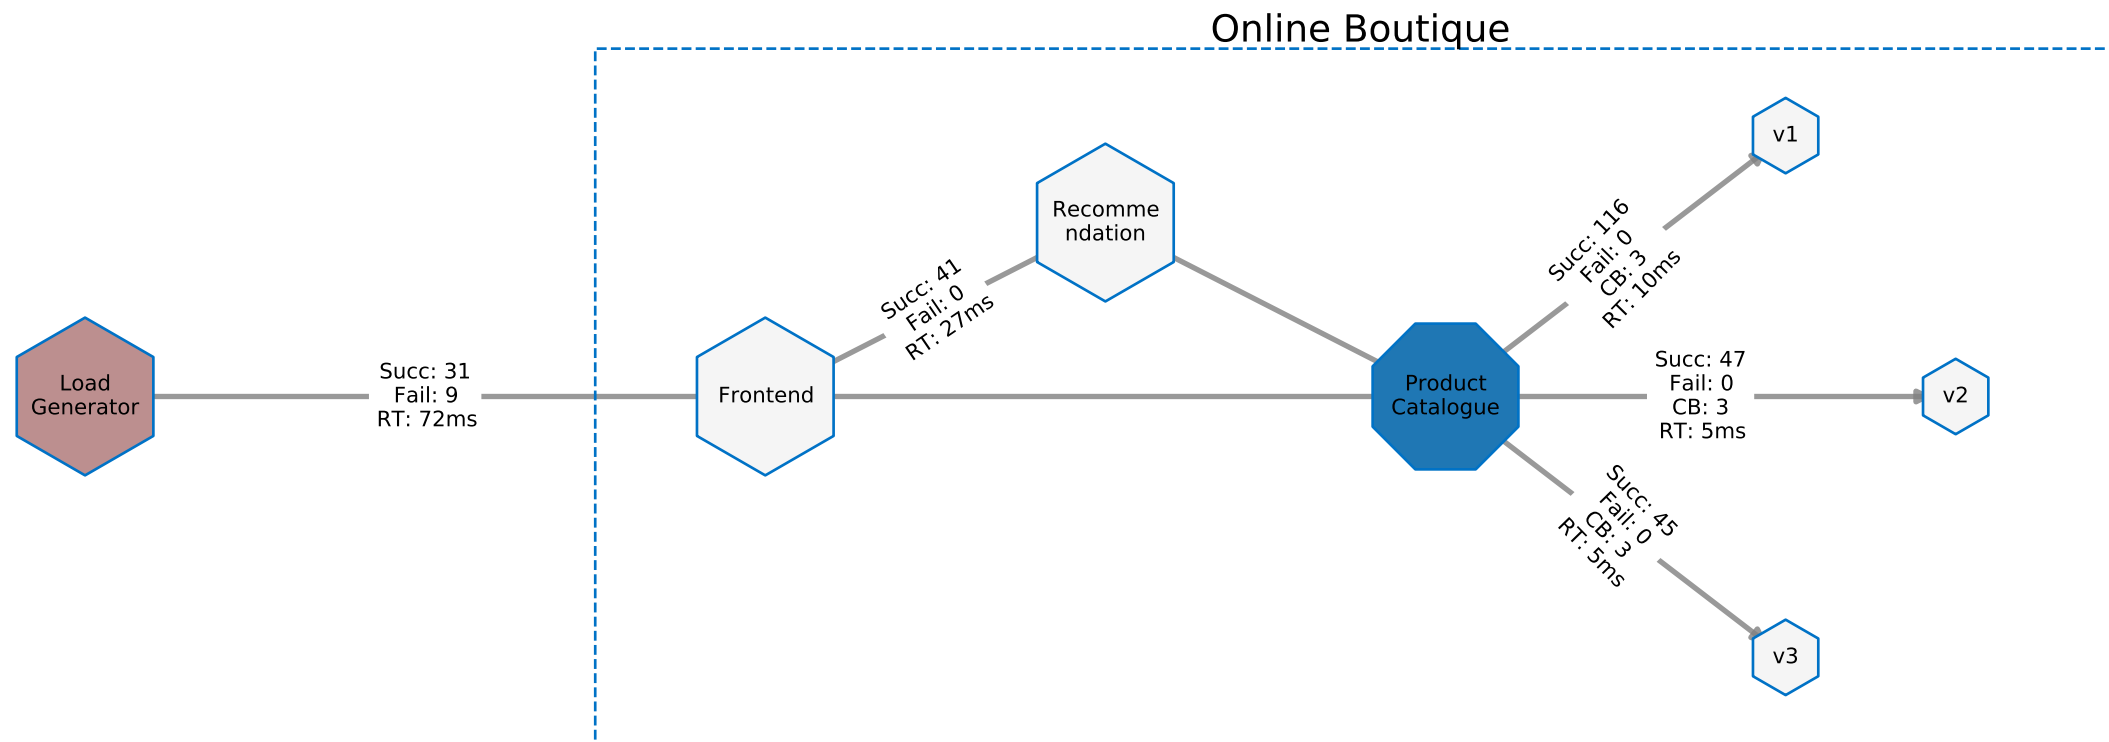 Online Boutique
Load
Generator
Succ: 31
Fail: 9
RT: 72ms
Frontend
Succ: 41
Fail: 0
RT: 27ms
Recomme
ndation
Product
Catalogue
Succ: 116
Fail: 0
CB: 3
RT: 10ms
v1
Succ: 47
Fail: 0
CB: 3
RT: 5ms
v2
Succ: 45
Fail: 0
CB: 3
RT: 5ms
v3